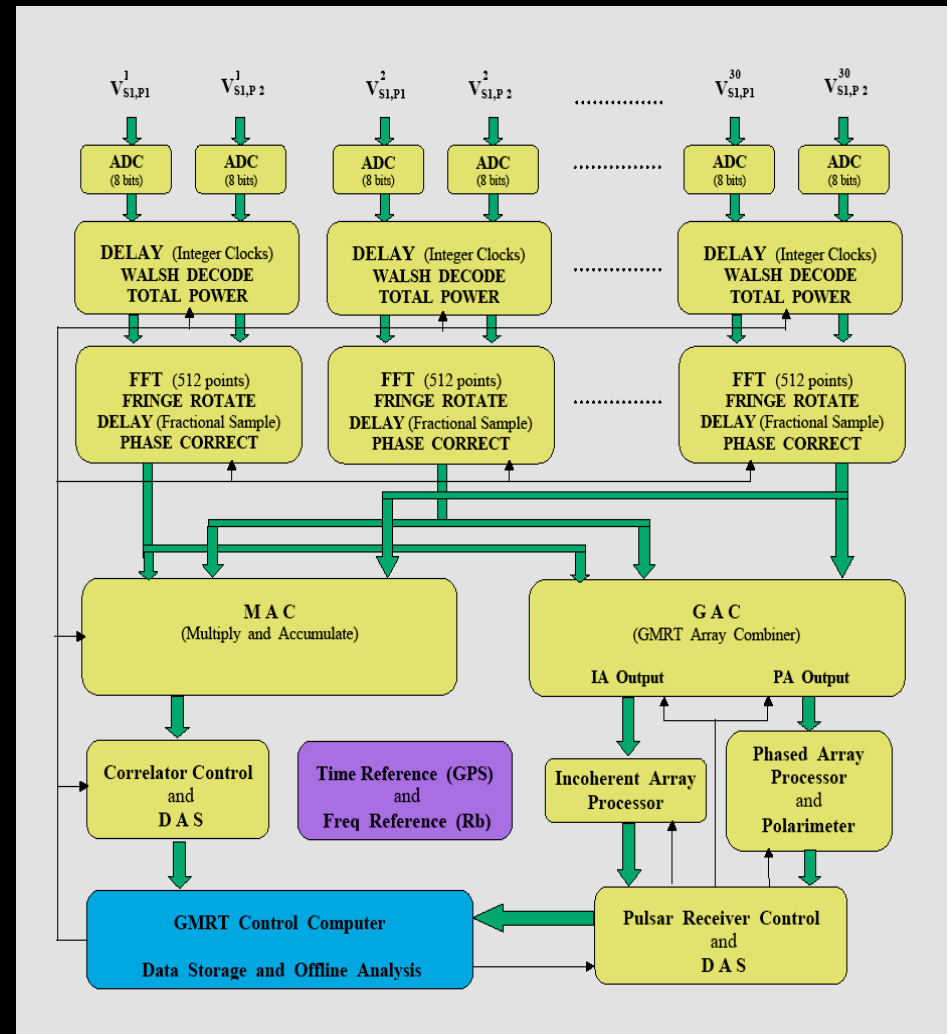 V¹S1,P1 V¹S1,P 2 V²S1,P1 V²S1,P 2 .............. V³⁰S1,P1 V³⁰S1,P 2
ADC ADC ADC ADC ADC ADC
(8 bits) (8 bits) (8 bits) (8 bits) .............. (8 bits) (8 bits)
DELAY (Integer Clocks)
WALSH DECODE
TOTAL POWER
DELAY (Integer Clocks)
WALSH DECODE
TOTAL POWER
..............
DELAY (Integer Clocks)
WALSH DECODE
TOTAL POWER
FFT (512 points)
FRINGE ROTATE
DELAY (Fractional Sample)
PHASE CORRECT
FFT (512 points)
FRINGE ROTATE
DELAY (Fractional Sample)
PHASE CORRECT
..............
FFT (512 points)
FRINGE ROTATE
DELAY (Fractional Sample)
PHASE CORRECT
M A C
(Multiply and Accumulate)
G A C
(GMRT Array Combiner)
IA Output PA Output
Correlator Control
and
D A S
Time Reference (GPS)
and
Freq Reference (Rb)
Incoherent Array
Processor
Phased Array
Processor
and
Polarimeter
GMRT Control Computer
Data Storage and Offline Analysis
Pulsar Receiver Control
and
D A S